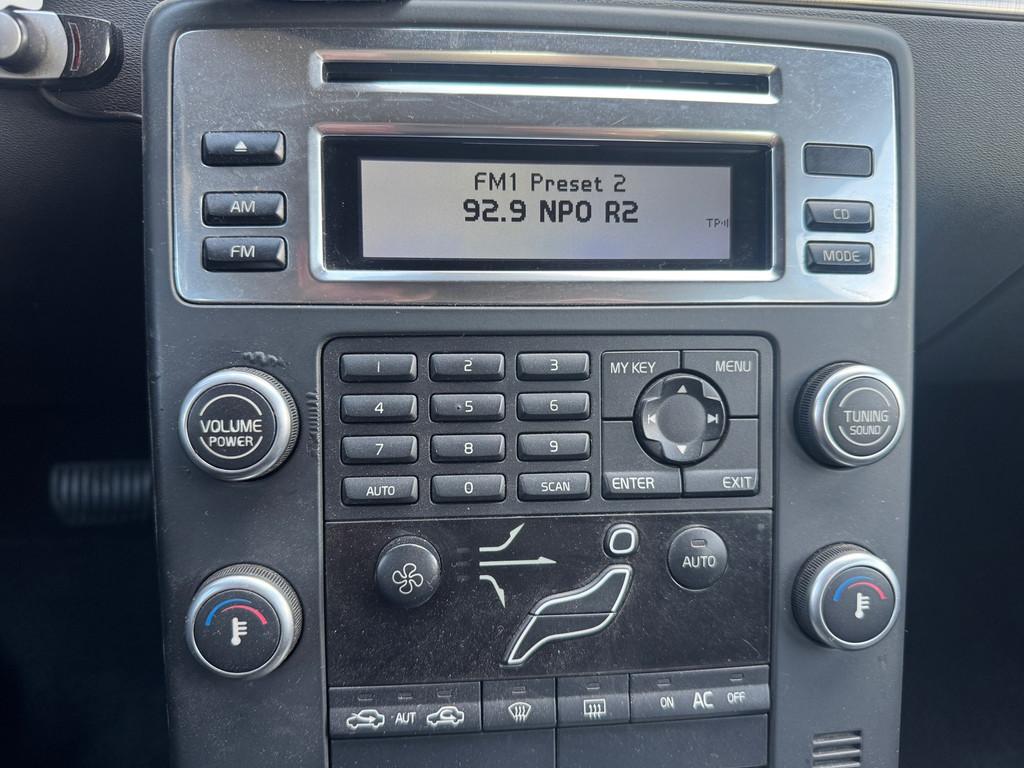 FM1 Preset 2
92.9 NPO R2
TP
AM
FM
CD
MODE
VOLUME
POWER
1 2 3
4 5 6
7 8 9
AUTO 0 SCAN
MY KEY MENU
ENTER EXIT
TUNING
SOUND
AUTO
AUT
ON AC OFF